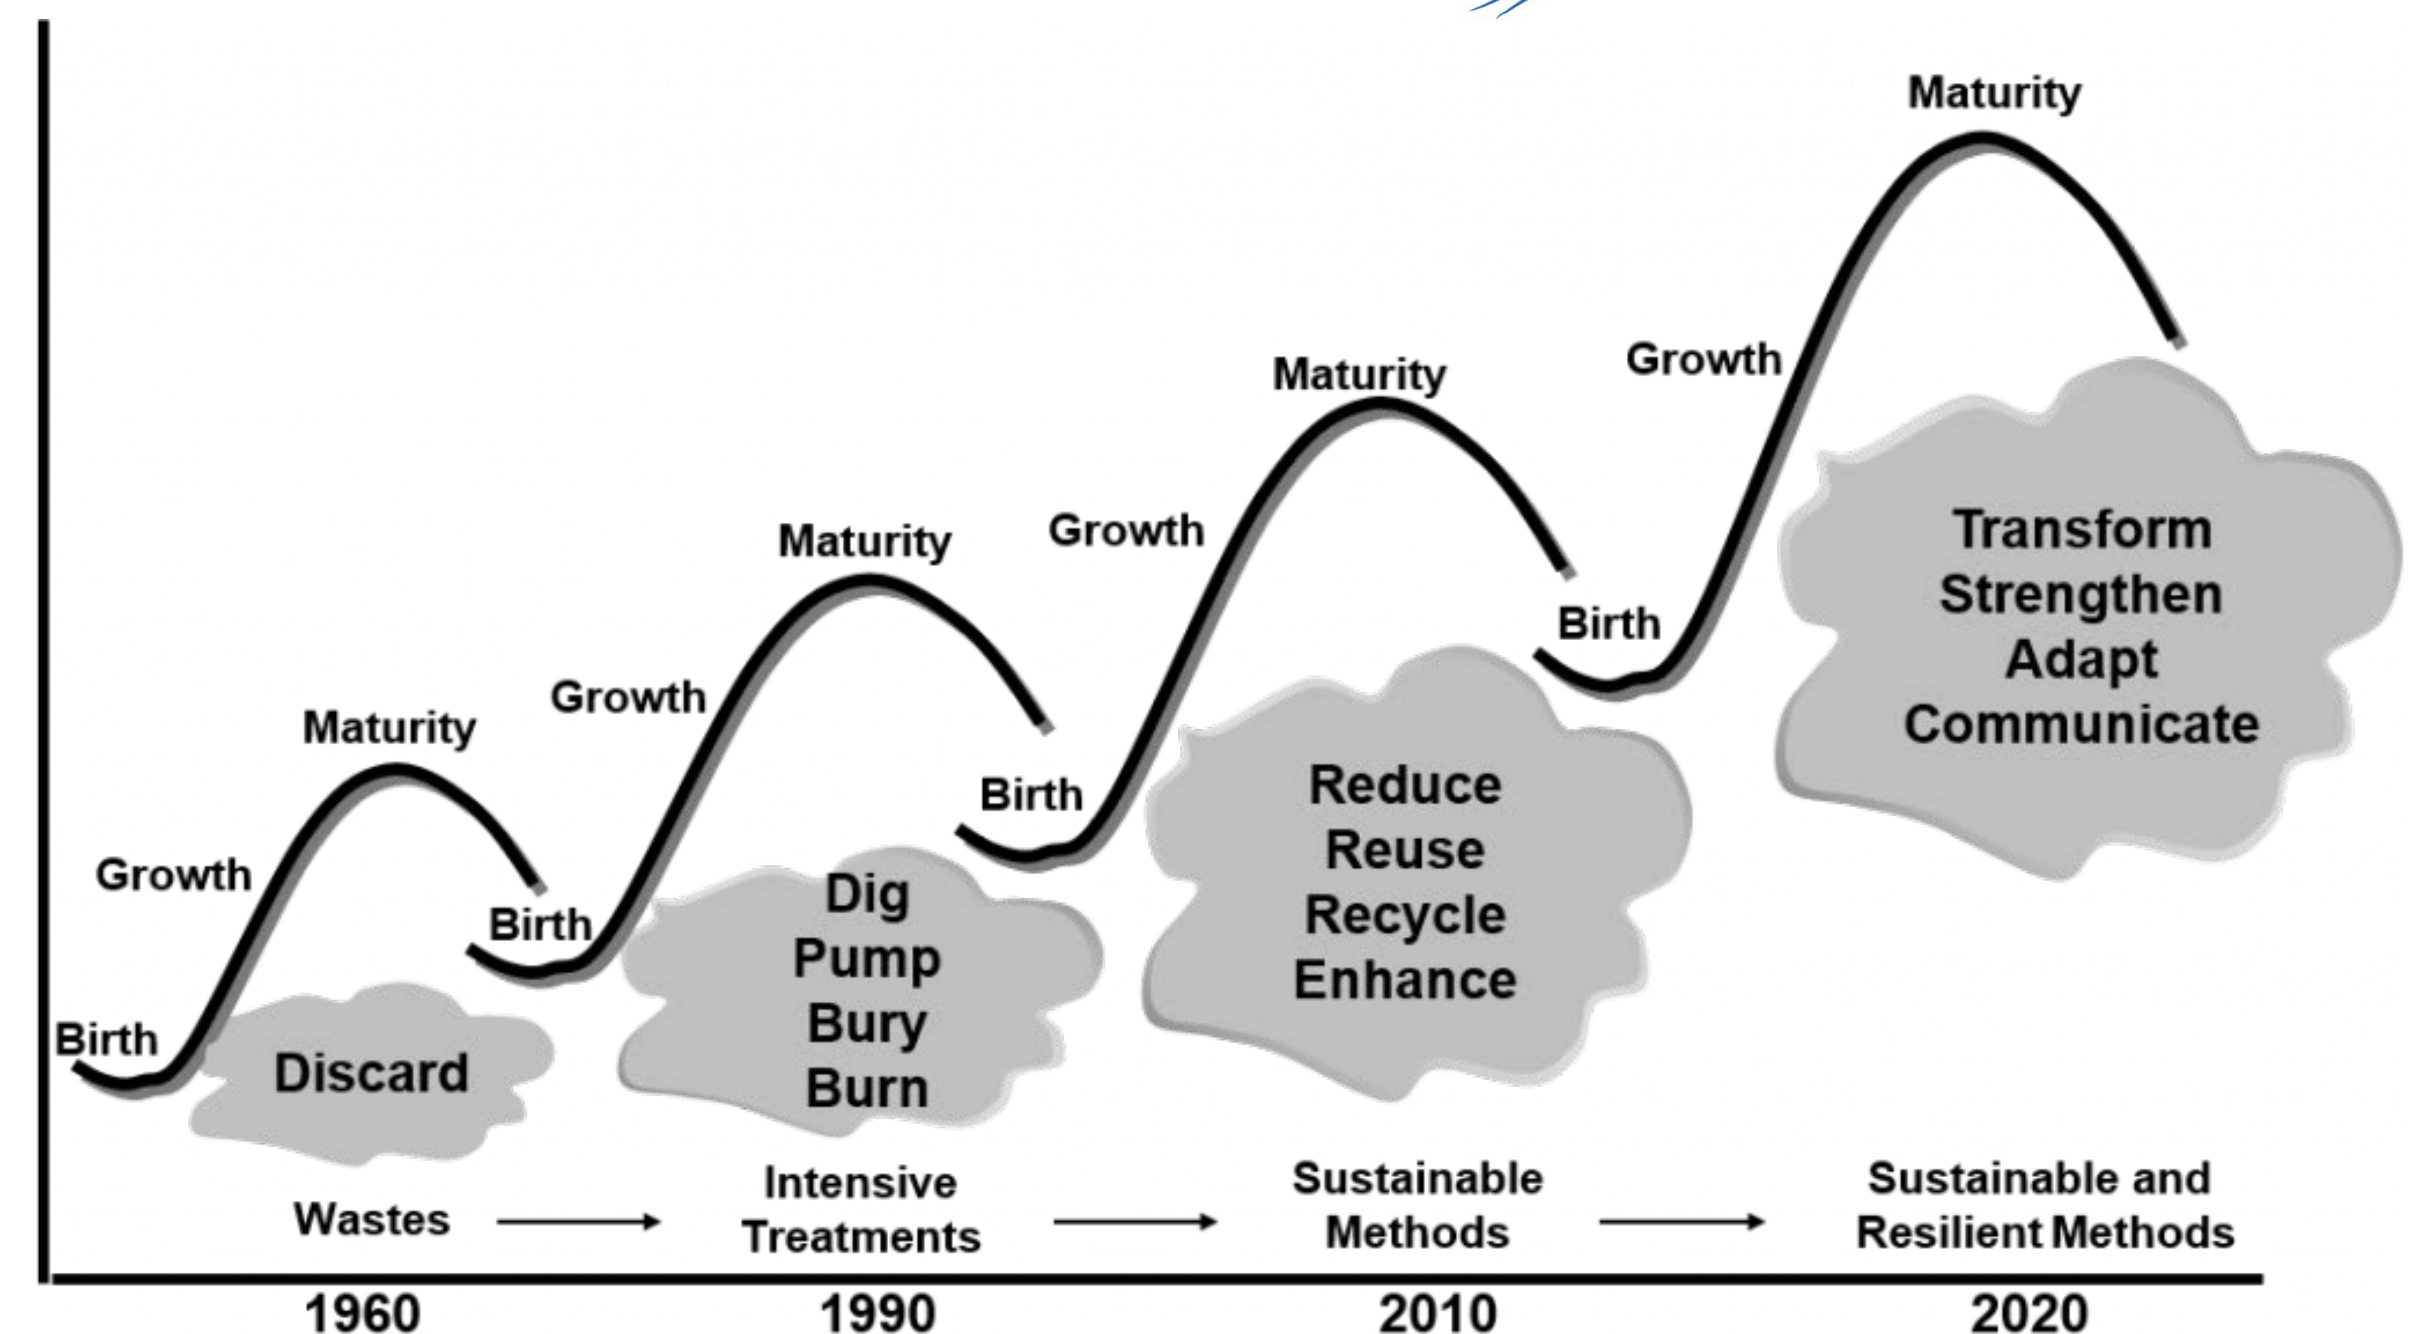 Maturity
Growth
Birth
Transform
Strengthen
Adapt
Communicate
Maturity
Growth
Birth
Reduce
Reuse
Recycle
Enhance
Maturity
Growth
Birth
Dig
Pump
Bury
Burn
Maturity
Growth
Birth
Discard
Wastes
Intensive
Treatments
Sustainable
Methods
Sustainable and
Resilient Methods
1960
1990
2010
2020